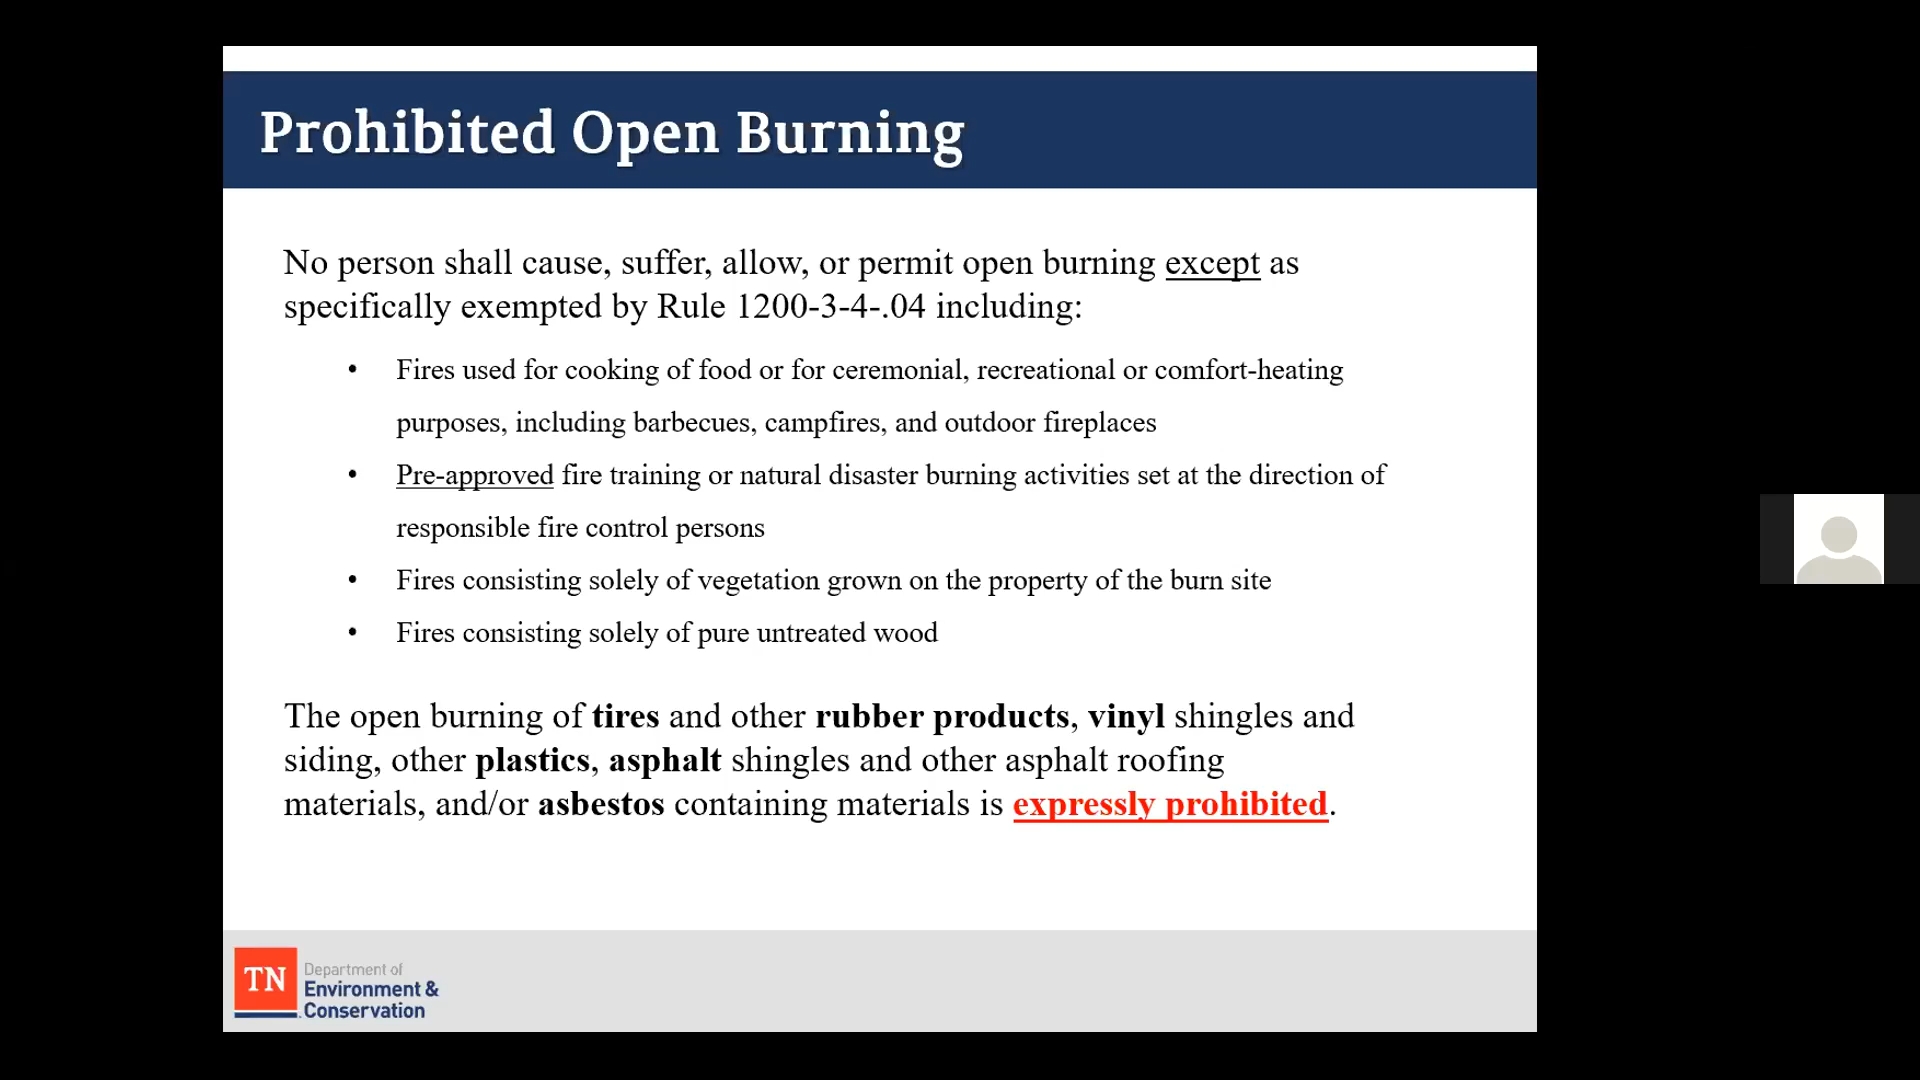 Prohibited Open Burning
No person shall cause, suffer, allow, or permit open burning except as
specifically exempted by Rule 1200-3-4-.04 including:
• Fires used for cooking of food or for ceremonial, recreational or comfort-heating
purposes, including barbecues, campfires, and outdoor fireplaces
• Pre-approved fire training or natural disaster burning activities set at the direction of
responsible fire control persons
• Fires consisting solely of vegetation grown on the property of the burn site
• Fires consisting solely of pure untreated wood
The open burning of tires and other rubber products, vinyl shingles and
siding, other plastics, asphalt shingles and other asphalt roofing
materials, and/or asbestos containing materials is expressly prohibited.
TN
Department of
Environment &
Conservation